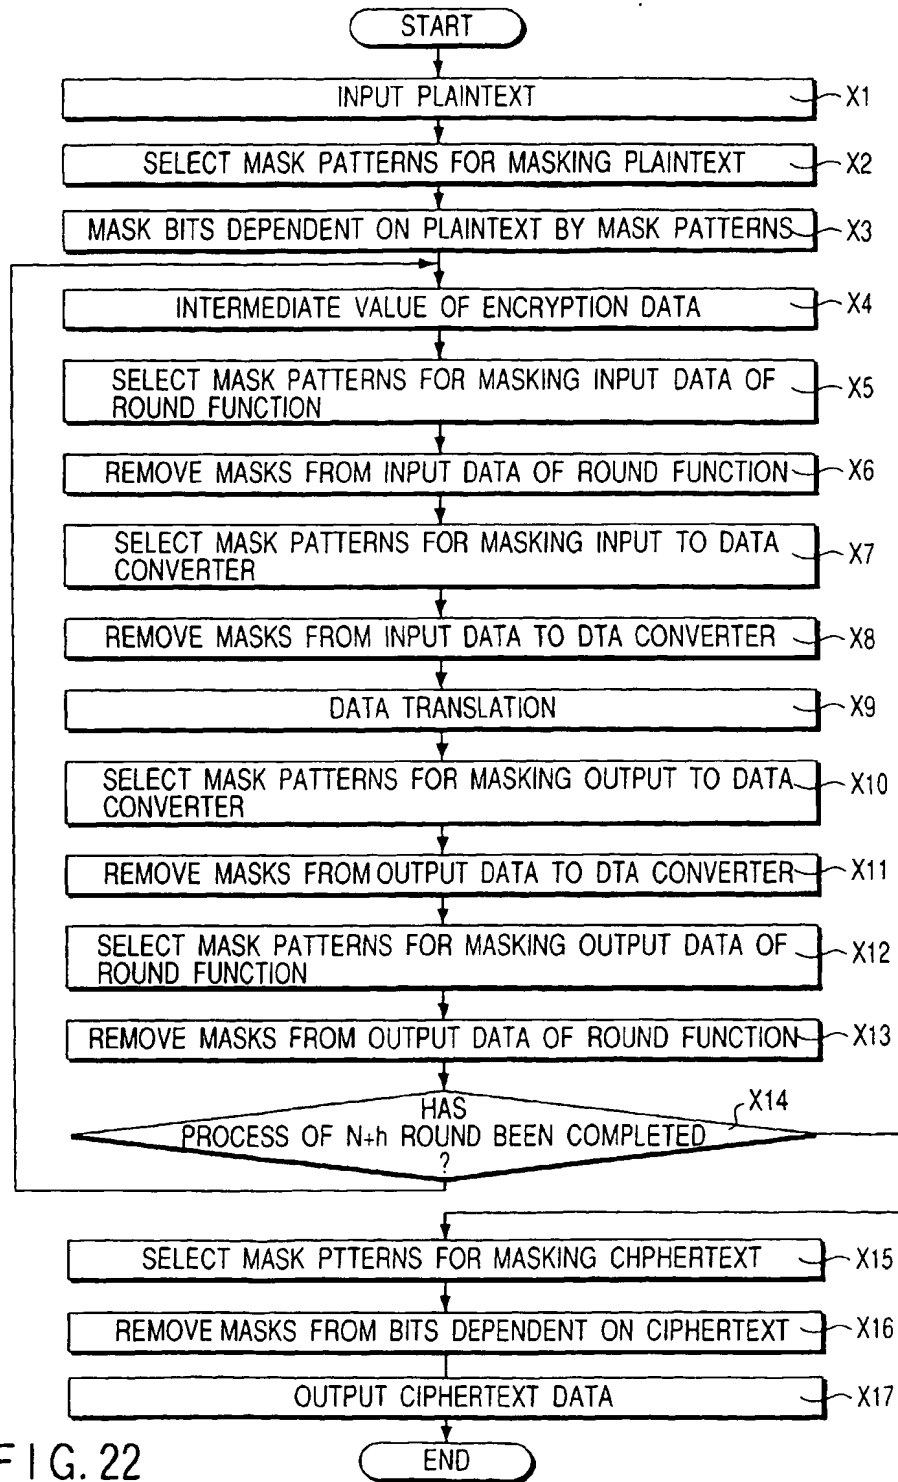 START
INPUT PLAINTEXT X1
SELECT MASK PATTERNS FOR MASKING PLAINTEXT X2
MASK BITS DEPENDENT ON PLAINTEXT BY MASK PATTERNS X3
INTERMEDIATE VALUE OF ENCRYPTION DATA X4
SELECT MASK PATTERNS FOR MASKING INPUT DATA OF
ROUND FUNCTION X5
REMOVE MASKS FROM INPUT DATA OF ROUND FUNCTION X6
SELECT MASK PATTERNS FOR MASKING INPUT TO DATA
CONVERTER X7
REMOVE MASKS FROM INPUT DATA TO DTA CONVERTER X8
DATA TRANSLATION X9
SELECT MASK PATTERNS FOR MASKING OUTPUT TO DATA X10
CONVERTER
REMOVE MASKS FROM OUTPUT DATA TO DTA CONVERTER X11
SELECT MASK PATTERNS FOR MASKING OUTPUT DATA OF X12
ROUND FUNCTION
REMOVE MASKS FROM OUTPUT DATA OF ROUND FUNCTION X13
HAS X14
PROCESS OF N+h ROUND BEEN COMPLETED
?
SELECT MASK PTTERNS FOR MASKING CHPHERTEXT X15
REMOVE MASKS FROM BITS DEPENDENT ON CIPHERTEXT X16
OUTPUT CIPHERTEXT DATA X17
END
FIG. 22